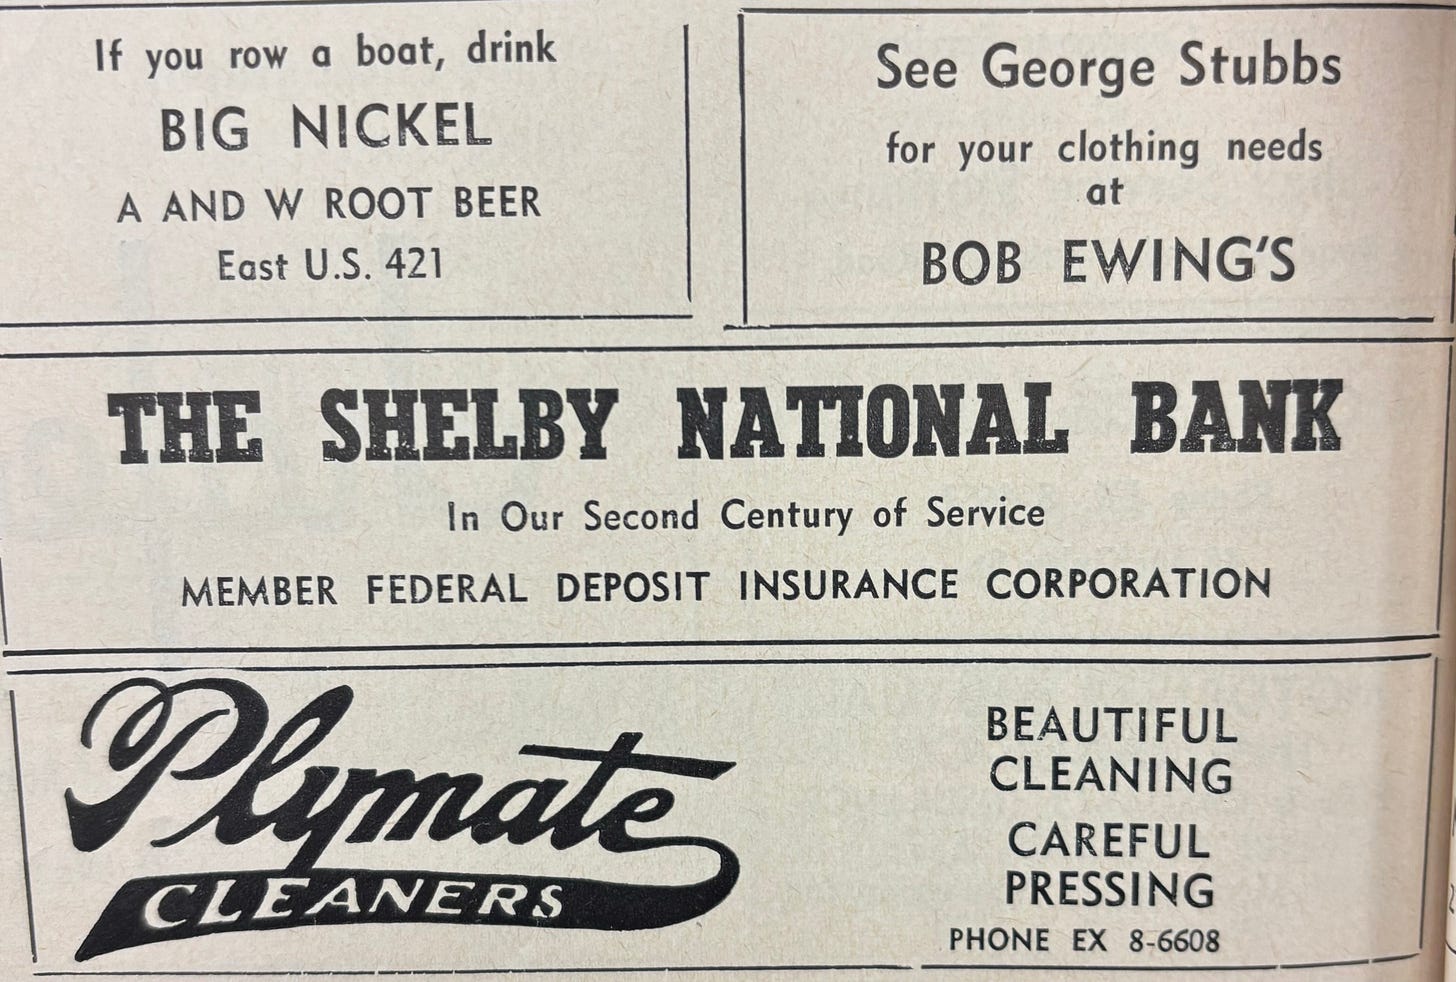 If you row a boat, drink
BIG NICKEL
A AND W ROOT BEER
East U.S. 421
See George Stubbs
for your clothing needs
at
BOB EWING'S
THE SHELBY NATIONAL BANK
In Our Second Century of Service
MEMBER FEDERAL DEPOSIT INSURANCE CORPORATION
Plymate
CLEANERS
BEAUTIFUL
CLEANING
CAREFUL
PRESSING
PHONE EX 8-6608